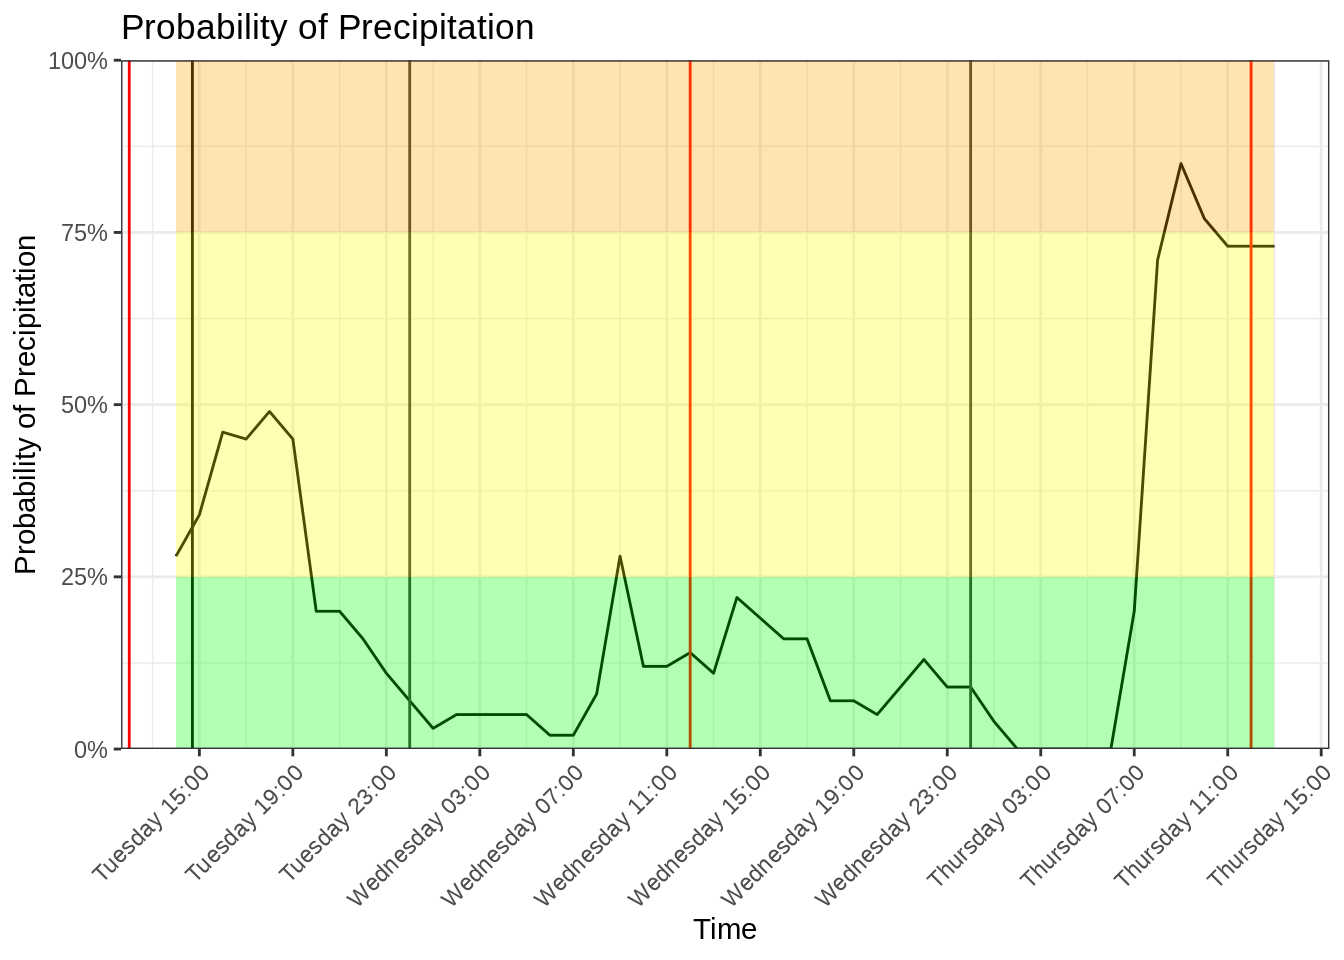 Probability of Precipitation
100%
75%
50%
25%
0%
Probability of Precipitation
Tuesday 15:00
Tuesday 19:00
Tuesday 23:00
Wednesday 03:00
Wednesday 07:00
Wednesday 11:00
Wednesday 15:00
Wednesday 19:00
Wednesday 23:00
Thursday 03:00
Thursday 07:00
Thursday 11:00
Thursday 15:00
Time